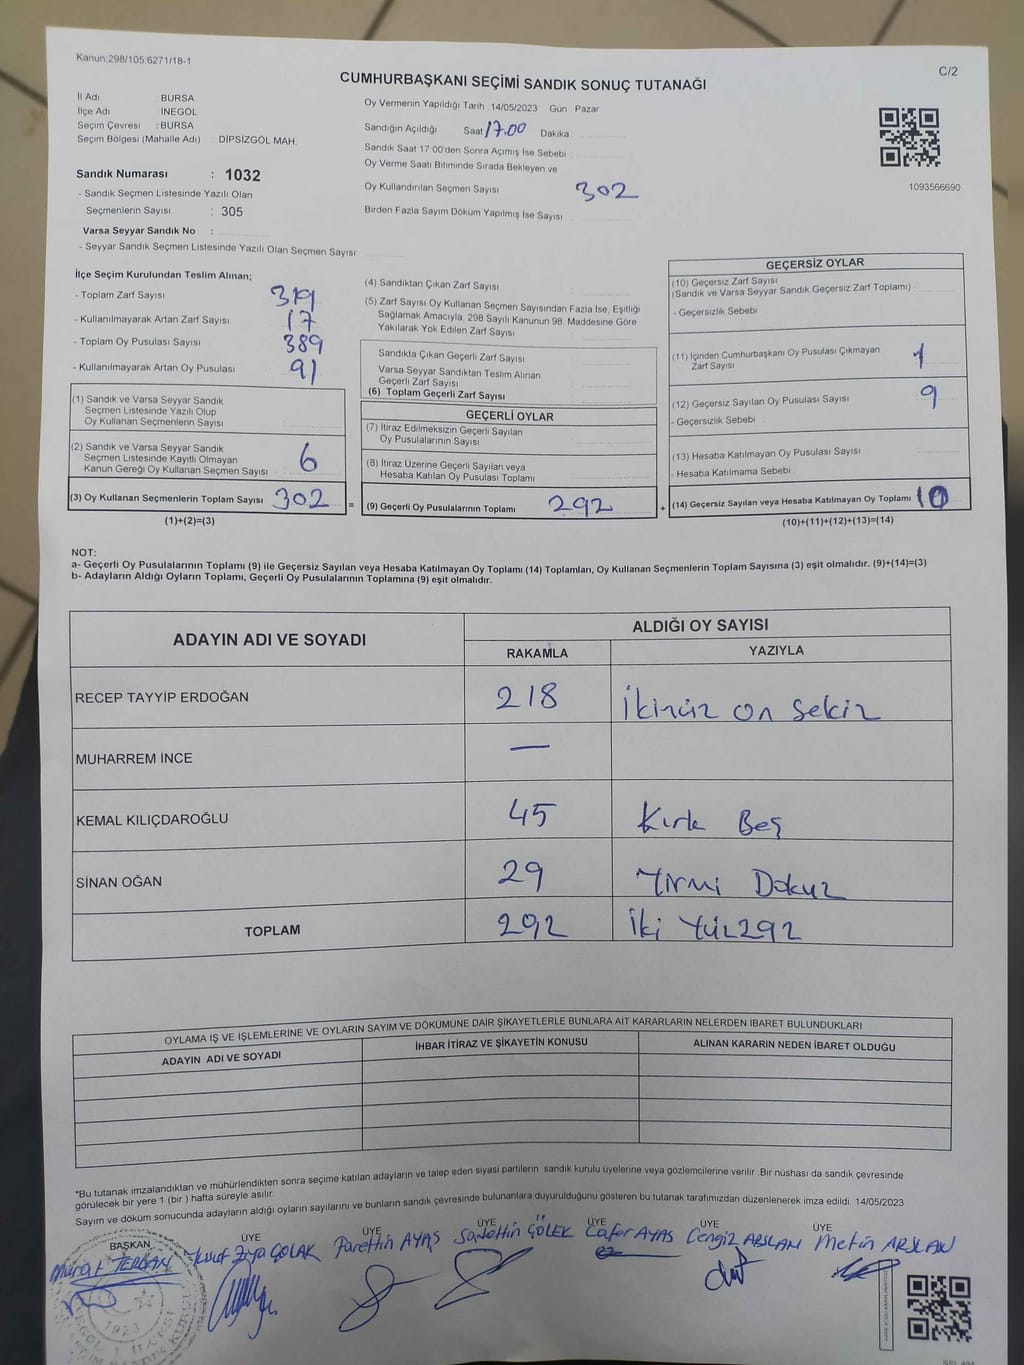 Kanun:298/105:6271/18-1
C/2
CUMHURBAŞKANI SEÇİMİ SANDIK SONUÇ TUTANAĞI
İl Adı BURSA
İlçe Adı İNEGÖL
Seçim Çevresi : BURSA
Seçim Bölgesi (Mahalle Adı) DİPSİZGÖL MAH.
Oy Vermenin Yapıldığı Tarih : 14/05/2023 Gün Pazar
Sandığın Açıldığı Saat 17.00 Dakika
Sandık Saat 17:00'den Sonra Açımış İse Sebebi
Oy Verme Saati Bitiminde Sırada Bekleyen ve
Oy Kullandırılan Seçmen Sayısı 302
Birden Fazla Sayım Döküm Yapılmış İse Sayısı
1093566690
Sandık Numarası : 1032
- Sandık Seçmen Listesinde Yazılı Olan
Seçmenlerin Sayısı : 305
Varsa Seyyar Sandık No :
- Seyyar Sandık Seçmen Listesinde Yazılı Olan Seçmen Sayısı
İlçe Seçim Kurulundan Teslim Alınan;
- Toplam Zarf Sayısı 319
- Kullanılmayarak Artan Zarf Sayısı 17
- Toplam Oy Pusulası Sayısı 389
- Kullanılmayarak Artan Oy Pusulası 91
(1) Sandık ve Varsa Seyyar Sandık
Seçmen Listesinde Yazılı Olup
Oy Kullanan Seçmenlerin Sayısı
(2) Sandık ve Varsa Seyyar Sandık
Seçmen Listesinde Kayıtlı Olmayan
Kanun Gereği Oy Kullanan Seçmen Sayısı 6
(3) Oy Kullanan Seçmenlerin Toplam Sayısı 302 =
(1)+(2)=(3)
(4) Sandıktan Çıkan Zarf Sayısı
(5) Zarf Sayısı Oy Kullanan Seçmen Sayısından Fazla İse, Eşitliği
Sağlamak Amacıyla; 298 Sayılı Kanunun 98. Maddesine Göre
Yakılarak Yok Edilen Zarf Sayısı
Sandıkta Çıkan Geçerli Zarf Sayısı
Varsa Seyyar Sandıktan Teslim Alınan
Geçerli Zarf Sayısı
(6) Toplam Geçerli Zarf Sayısı
GEÇERLİ OYLAR
(7) İtiraz Edilmeksizin Geçerli Sayılan
Oy Pusulalarının Sayısı
(8) İtiraz Üzerine Geçerli Sayılan veya
Hesaba Katılan Oy Pusulası Toplamı
(9) Geçerli Oy Pusulalarının Toplamı 292 +
GEÇERSİZ OYLAR
(10) Geçersiz Zarf Sayısı
(Sandık ve Varsa Seyyar Sandık Geçersiz Zarf Toplamı)
- Geçersizlik Sebebi
(11) İçinden Cumhurbaşkanı Oy Pusulası Çıkmayan
Zarf Sayısı 1
(12) Geçersiz Sayılan Oy Pusulası Sayısı 9
- Geçersizlik Sebebi
(13) Hesaba Katılmayan Oy Pusulası Sayısı
- Hesaba Katılmama Sebebi
(14) Geçersiz Sayılan veya Hesaba Katılmayan Oy Toplamı 10
(10)+(11)+(12)+(13)=(14)
NOT:
a- Geçerli Oy Pusulalarının Toplamı (9) ile Geçersiz Sayılan veya Hesaba Katılmayan Oy Toplamı (14) Toplamları, Oy Kullanan Seçmenlerin Toplam Sayısına (3) eşit olmalıdır. (9)+(14)=(3)
b- Adayların Aldığı Oyların Toplamı, Geçerli Oy Pusulalarının Toplamına (9) eşit olmalıdır.
ADAYIN ADI VE SOYADI
ALDIĞI OY SAYISI
RAKAMLA YAZIYLA
RECEP TAYYİP ERDOĞAN 218 İkiyüz on sekiz
MUHARREM İNCE —
KEMAL KILIÇDAROĞLU 45 Kırk Beş
SİNAN OĞAN 29 Yirmi Dokuz
TOPLAM 292 İki Yüz292
OYLAMA İŞ VE İŞLEMLERİNE VE OYLARIN SAYIM VE DÖKÜMÜNE DAİR ŞİKAYETLERLE BUNLARA AİT KARARLARIN NELERDEN İBARET BULUNDUKLARI
ADAYIN ADI VE SOYADI İHBAR İTİRAZ VE ŞİKAYETİN KONUSU ALINAN KARARIN NEDEN İBARET OLDUĞU
*Bu tutanak imzalandıktan ve mühürlendikten sonra seçime katılan adayların ve talep eden siyasi partilerin sandık kurulu üyelerine veya gözlemcilerine verilir. Bir nüshası da sandık çevresinde
görülecek bir yere 1 (bir ) hafta süreyle asılır.
Sayım ve döküm sonucunda adayların aldığı oyların sayılarını ve bunların sandık çevresinde bulunanlara duyurulduğunu gösteren bu tutanak tarafımızdan düzenlenerek imza edildi. 14/05/2023
BAŞKAN ÜYE ÜYE ÜYE ÜYE ÜYE ÜYE
Murat TERCAN Yusuf Ziya ÇOLAK Farettin AYAŞ Sadettin ÇÖLEK Cafer AYAS Cengiz ARSLAN Metin ARSLAN
1923